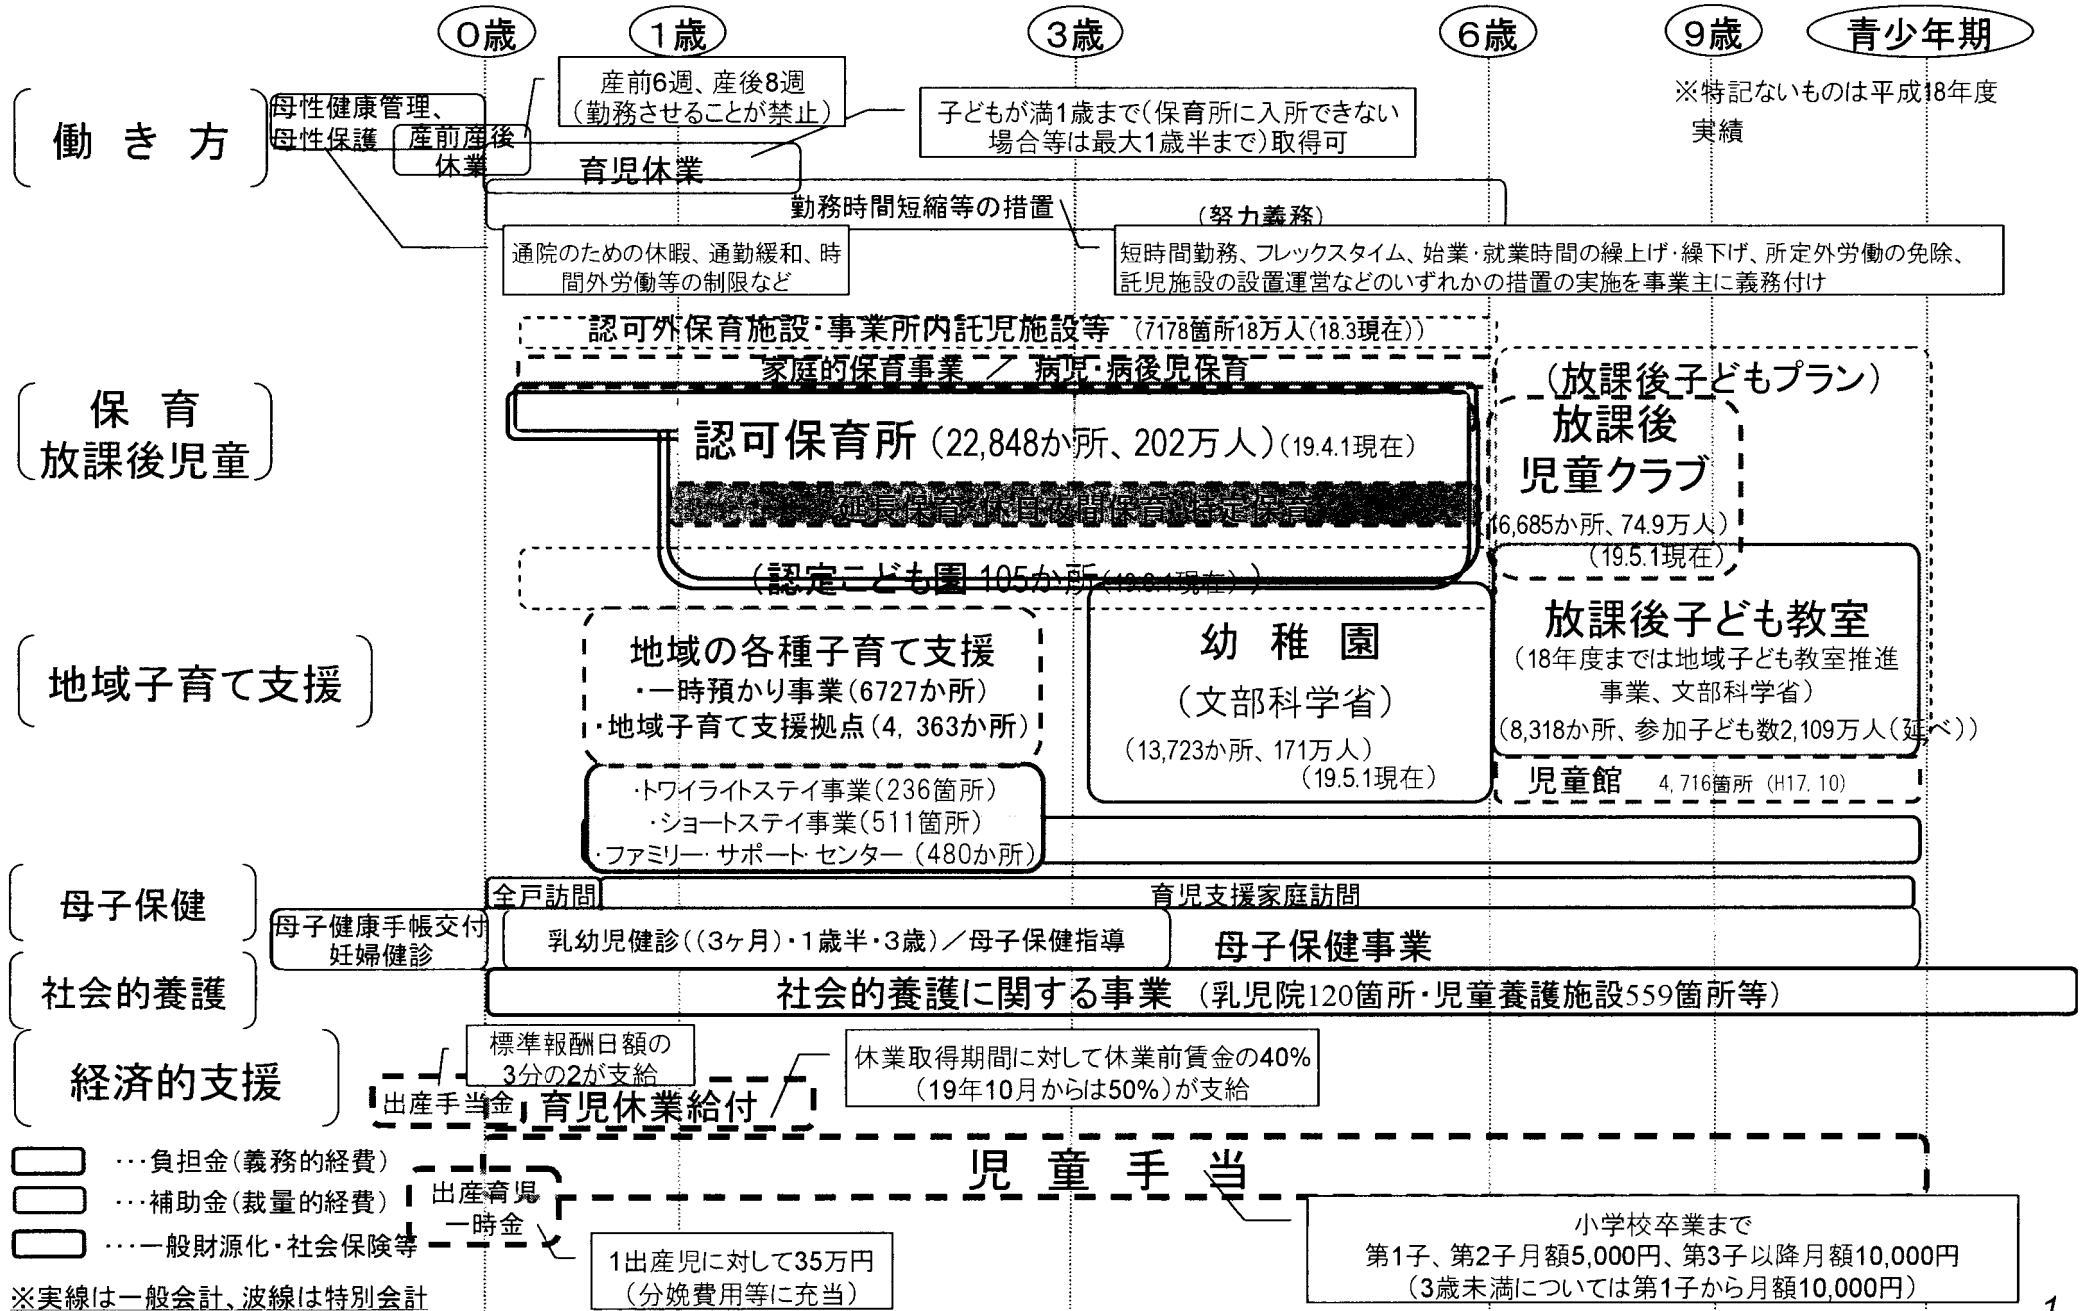 0歳
1歳
3歳
6歳
9歳
青少年期
※特記ないものは平成18年度
実績
働き方
母性健康管理、
母性保護
産前産後
休業
産前6週、産後8週
(勤務させることが禁止)
育児休業
子どもが満1歳まで(保育所に入所できない
場合等は最大1歳半まで)取得可
勤務時間短縮等の措置
(努力義務)
通院のための休暇、通勤緩和、時
間外労働等の制限など
短時間勤務、フレックスタイム、始業・就業時間の繰上げ・繰下げ、所定外労働の免除、
託児施設の設置運営などのいずれかの措置の実施を事業主に義務付け
保育
放課後児童
認可外保育施設・事業所内託児施設等 (7178箇所18万人(18.3現在))
家庭的保育事業 / 病児・病後児保育
認可保育所(22,848か所、202万人)(19.4.1現在)
延長保育 休日夜間保育 特定保育
(認定こども園 105か所(19.8.1現在))
(放課後子どもプラン)
放課後
児童クラブ
(6,685か所、74.9万人)
(19.5.1現在)
放課後子ども教室
(18年度までは地域子ども教室推進
事業、文部科学省)
(8,318か所、参加子ども数2,109万人(延べ))
児童館 4,716箇所 (H17.10)
地域子育て支援
地域の各種子育て支援
・一時預かり事業(6727か所)
・地域子育て支援拠点(4,363か所)
・トワイライトステイ事業(236箇所)
・ショートステイ事業(511箇所)
・ファミリー・サポート・センター(480か所)
幼稚園
(文部科学省)
(13,723か所、171万人)
(19.5.1現在)
母子保健
全戸訪問
育児支援家庭訪問
母子健康手帳交付
妊婦健診
乳幼児健診((3ヶ月)・1歳半・3歳)/母子保健指導
母子保健事業
社会的養護
社会的養護に関する事業 (乳児院120箇所・児童養護施設559箇所等)
経済的支援
標準報酬日額の
3分の2が支給
出産手当金
育児休業給付
休業取得期間に対して休業前賃金の40%
(19年10月からは50%)が支給
児童手当
出産育児
一時金
1出産児に対して35万円
(分娩費用等に充当)
小学校卒業まで
第1子、第2子月額5,000円、第3子以降月額10,000円
(3歳未満については第1子から月額10,000円)
…負担金(義務的経費)
…補助金(裁量的経費)
…一般財源化・社会保険等
※実線は一般会計、波線は特別会計
1